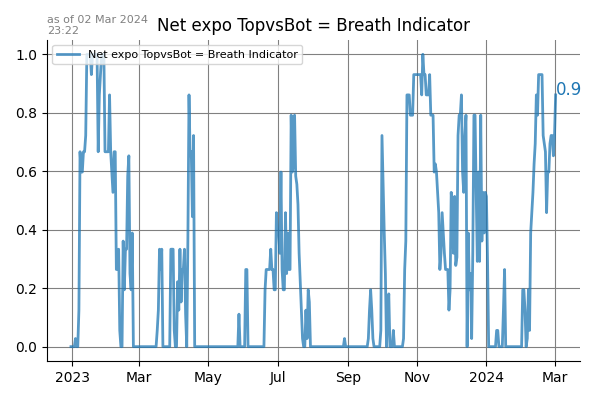 as of 02 Mar 2024
23:22
Net expo TopvsBot = Breath Indicator
Net expo TopvsBot = Breath Indicator
1.0
0.9
0.8
0.6
0.4
0.2
0.0
2023 Mar May Jul Sep Nov 2024 Mar